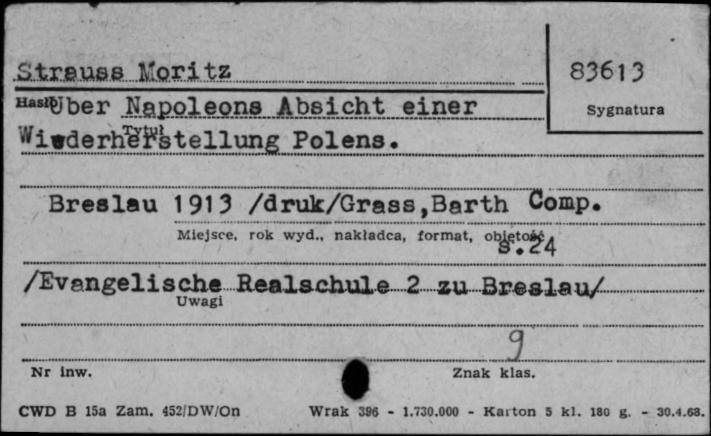 Strauss Moritz
83613
Hasło
Über Napoleons Absicht einer
Sygnatura
Tytuł
Wiederherstellung Polens.
Breslau 1913 /druk/Grass,Barth Comp.
Miejsce, rok wyd., nakładca, format, objętość
s.24
/Evangelische Realschule 2 zu Breslau/
Uwagi
9
Nr inw.
Znak klas.
CWD B 15a Zam. 452/DW/On Wrak 396 - 1.730.000 - Karton 5 kl. 180 g. - 30.4.68.